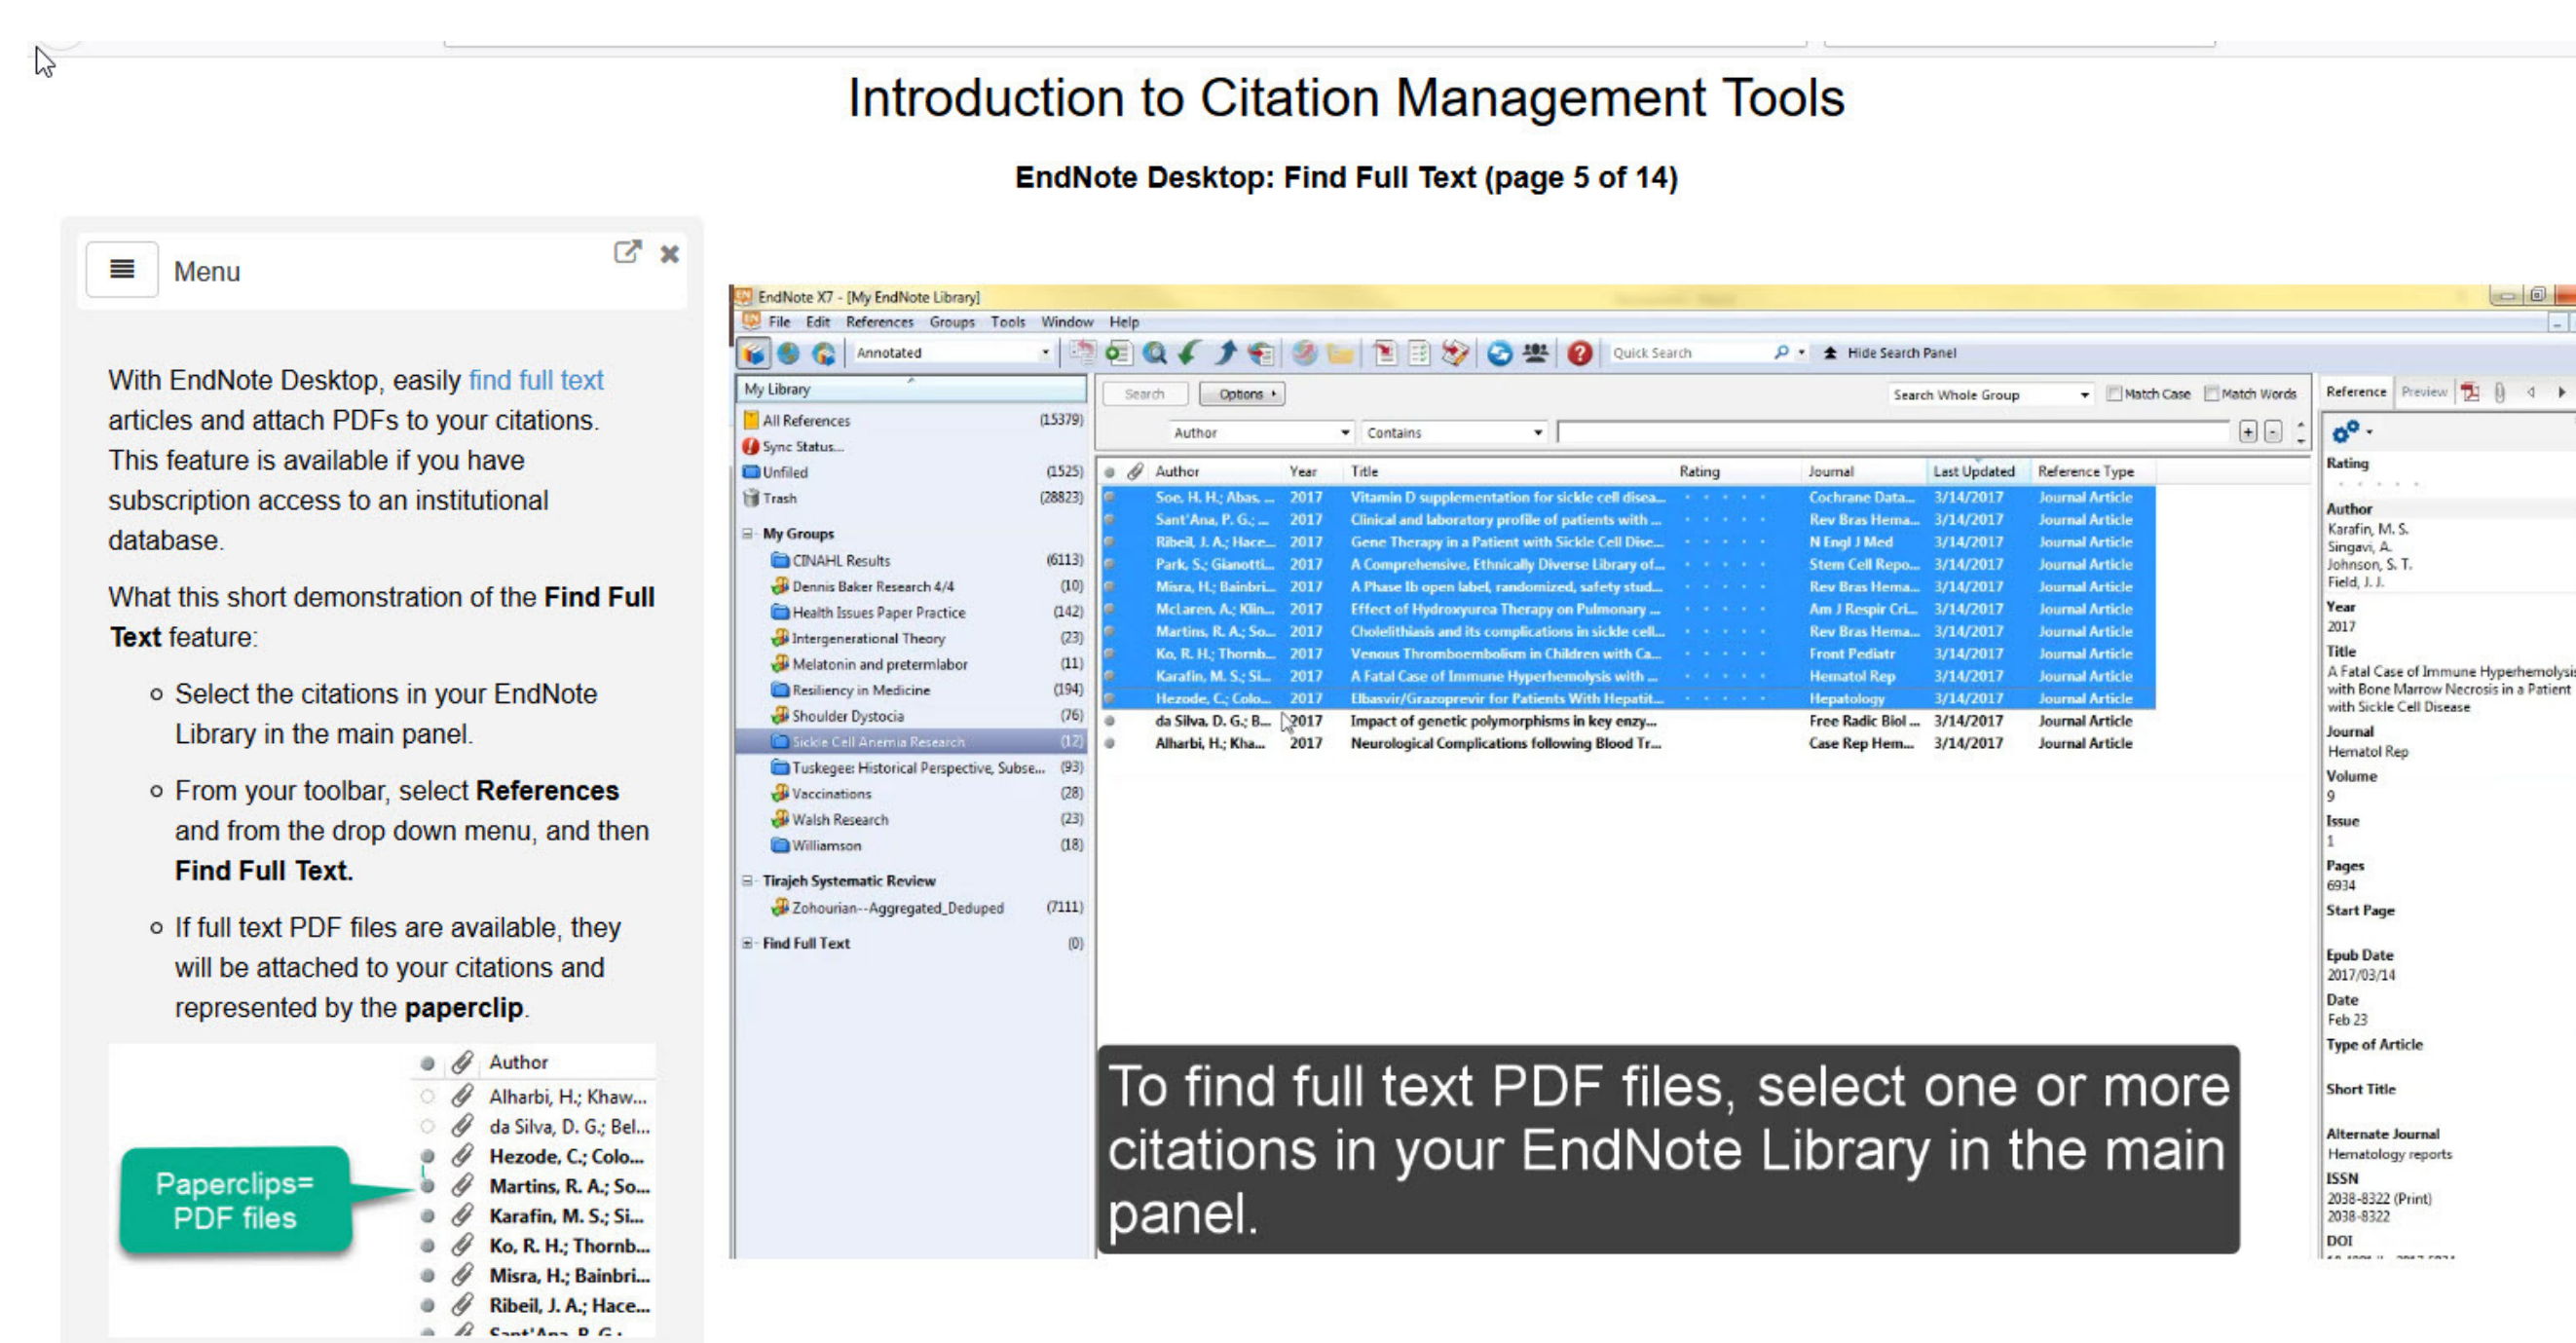 Introduction to Citation Management Tools
EndNote Desktop: Find Full Text (page 5 of 14)
Menu
With EndNote Desktop, easily find full text
articles and attach PDFs to your citations.
This feature is available if you have
subscription access to an institutional
database.
What this short demonstration of the Find Full
Text feature:
Select the citations in your EndNote
Library in the main panel.
From your toolbar, select References
and from the drop down menu, and then
Find Full Text.
If full text PDF files are available, they
will be attached to your citations and
represented by the paperclip.
Author
Alharbi, H.; Khaw...
da Silva, D. G.; Bel...
Hezode, C.; Colo...
Martins, R. A.; So...
Karafin, M. S.; Si...
Ko, R. H.; Thornb...
Misra, H.; Bainbri...
Ribeil, J. A.; Hace...
Paperclips=
PDF files
EndNote X7 - [My EndNote Library]
File Edit References Groups Tools Window Help
Annotated Quick Search Hide Search Panel
My Library
All References (15379)
Sync Status...
Unfiled (1525)
Trash (28823)
My Groups
CINAHL Results (6113)
Dennis Baker Research 4/4 (10)
Health Issues Paper Practice (142)
Intergenerational Theory (23)
Melatonin and pretermlabor (11)
Resiliency in Medicine (194)
Shoulder Dystocia (76)
Sickle Cell Anemia Research (12)
Tuskegee: Historical Perspective, Subse... (93)
Vaccinations (28)
Walsh Research (23)
Williamson (18)
Tirajeh Systematic Review
Zohourian--Aggregated_Deduped (7111)
Find Full Text (0)
Search Options Search Whole Group Match Case Match Words
Author Contains
Author Year Title Rating Journal Last Updated Reference Type
Soe, H. H.; Abas, ... 2017 Vitamin D supplementation for sickle cell disea... Cochrane Data... 3/14/2017 Journal Article
Sant'Ana, P. G.; ... 2017 Clinical and laboratory profile of patients with ... Rev Bras Hema... 3/14/2017 Journal Article
Ribeil, J. A.; Hace... 2017 Gene Therapy in a Patient with Sickle Cell Dise... N Engl J Med 3/14/2017 Journal Article
Park, S.; Gianotti... 2017 A Comprehensive, Ethnically Diverse Library of... Stem Cell Repo... 3/14/2017 Journal Article
Misra, H.; Bainbri... 2017 A Phase Ib open label, randomized, safety stud... Rev Bras Hema... 3/14/2017 Journal Article
McLaren, A.; Klin... 2017 Effect of Hydroxyurea Therapy on Pulmonary ... Am J Respir Cri... 3/14/2017 Journal Article
Martins, R. A.; So... 2017 Cholelithiasis and its complications in sickle cell... Rev Bras Hema... 3/14/2017 Journal Article
Ko, R. H.; Thornb... 2017 Venous Thromboembolism in Children with Ca... Front Pediatr 3/14/2017 Journal Article
Karafin, M. S.; Si... 2017 A Fatal Case of Immune Hyperhemolysis with ... Hematol Rep 3/14/2017 Journal Article
Hezode, C.; Colo... 2017 Elbasvir/Grazoprevir for Patients With Hepatit... Hepatology 3/14/2017 Journal Article
da Silva, D. G.; B... 2017 Impact of genetic polymorphisms in key enzy... Free Radic Biol ... 3/14/2017 Journal Article
Alharbi, H.; Kha... 2017 Neurological Complications following Blood Tr... Case Rep Hem... 3/14/2017 Journal Article
To find full text PDF files, select one or more
citations in your EndNote Library in the main
panel.
Reference Preview
Rating
Author
Karafin, M. S.
Singavi, A.
Johnson, S. T.
Field, J. J.
Year
2017
Title
A Fatal Case of Immune Hyperhemolysis
with Bone Marrow Necrosis in a Patient
with Sickle Cell Disease
Journal
Hematol Rep
Volume
9
Issue
1
Pages
6934
Start Page
Epub Date
2017/03/14
Date
Feb 23
Type of Article
Short Title
Alternate Journal
Hematology reports
ISSN
2038-8322 (Print)
2038-8322
DOI